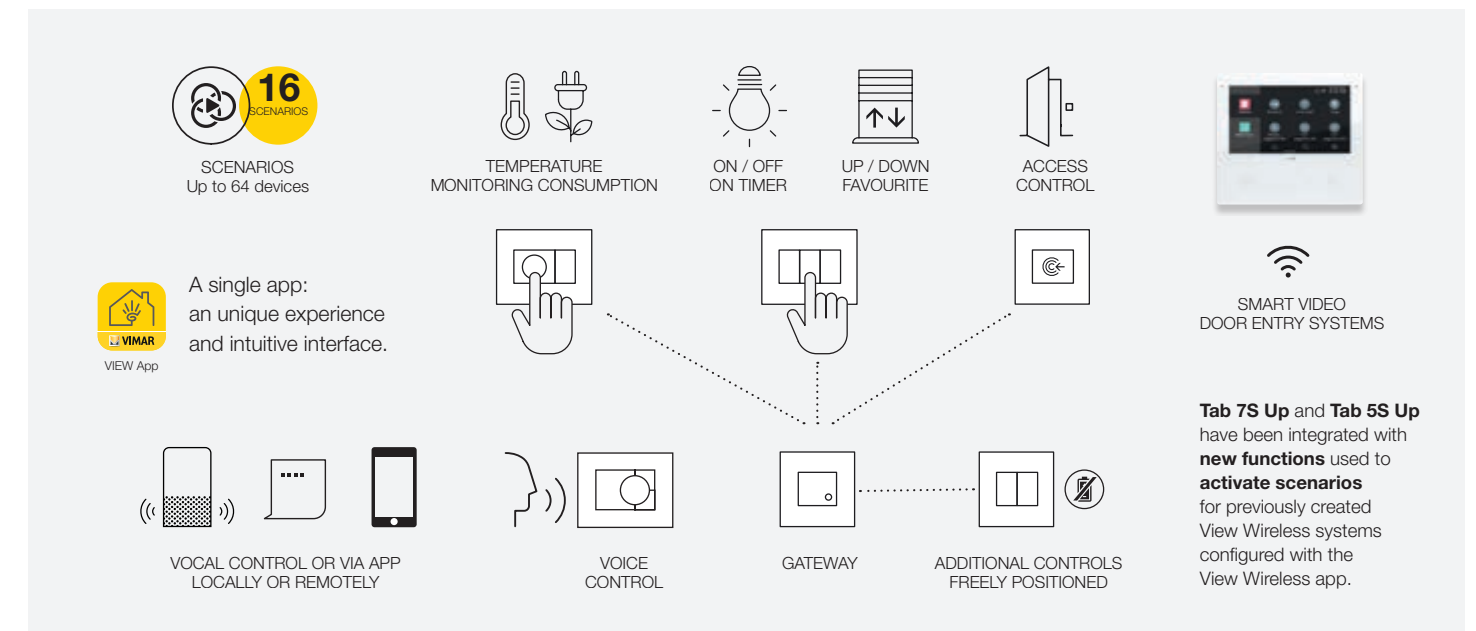 16
SCENARIOS
SCENARIOS
Up to 64 devices
TEMPERATURE
MONITORING CONSUMPTION
ON / OFF
ON TIMER
UP / DOWN
FAVOURITE
ACCESS
CONTROL
SMART VIDEO
DOOR ENTRY SYSTEMS
A single app:
an unique experience
and intuitive interface.
VIMAR
VIEW App
VOCAL CONTROL OR VIA APP
LOCALLY OR REMOTELY
VOICE
CONTROL
GATEWAY
ADDITIONAL CONTROLS
FREELY POSITIONED
Tab 7S Up and Tab 5S Up
have been integrated with
new functions used to
activate scenarios
for previously created
View Wireless systems
configured with the
View Wireless app.